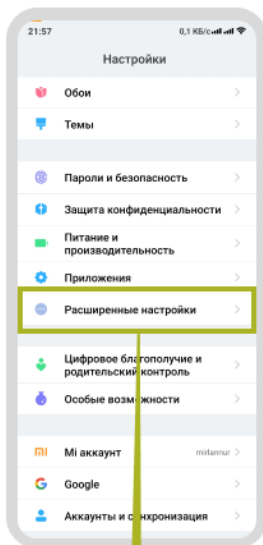 21:57 0,1 КБ/с
Настройки
Обои
Темы
Пароли и безопасность
Защита конфиденциальности
Питание и
производительность
Приложения
Расширенные настройки
Цифровое благополучие и
родительский контроль
Особые возможности
Mi аккаунт mirlannur
Google
Аккаунты и синхронизация